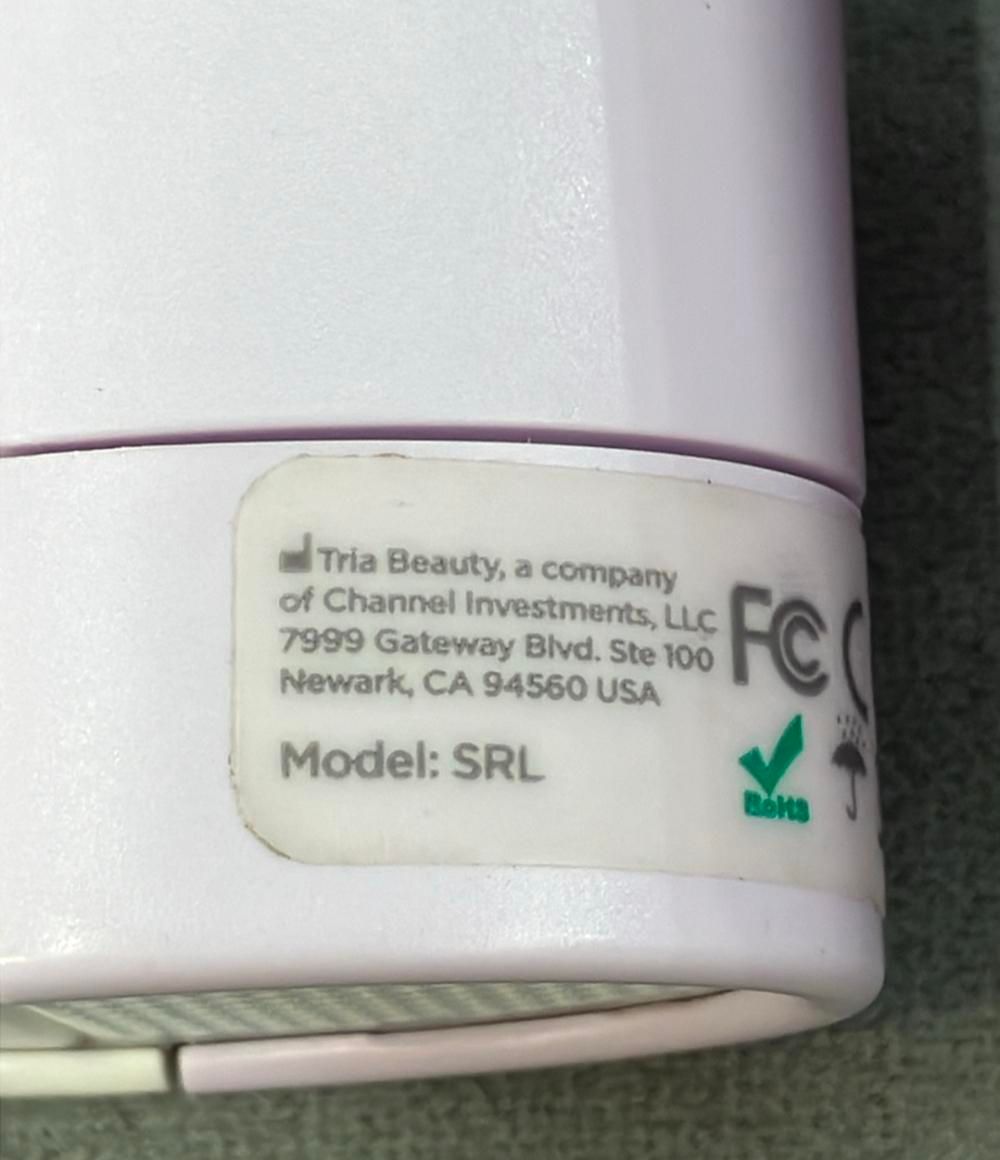 Tria Beauty, a company
of Channel Investments, LLC
7999 Gateway Blvd. Ste 100
Newark, CA 94560 USA
Model: SRL
FC
RoHS